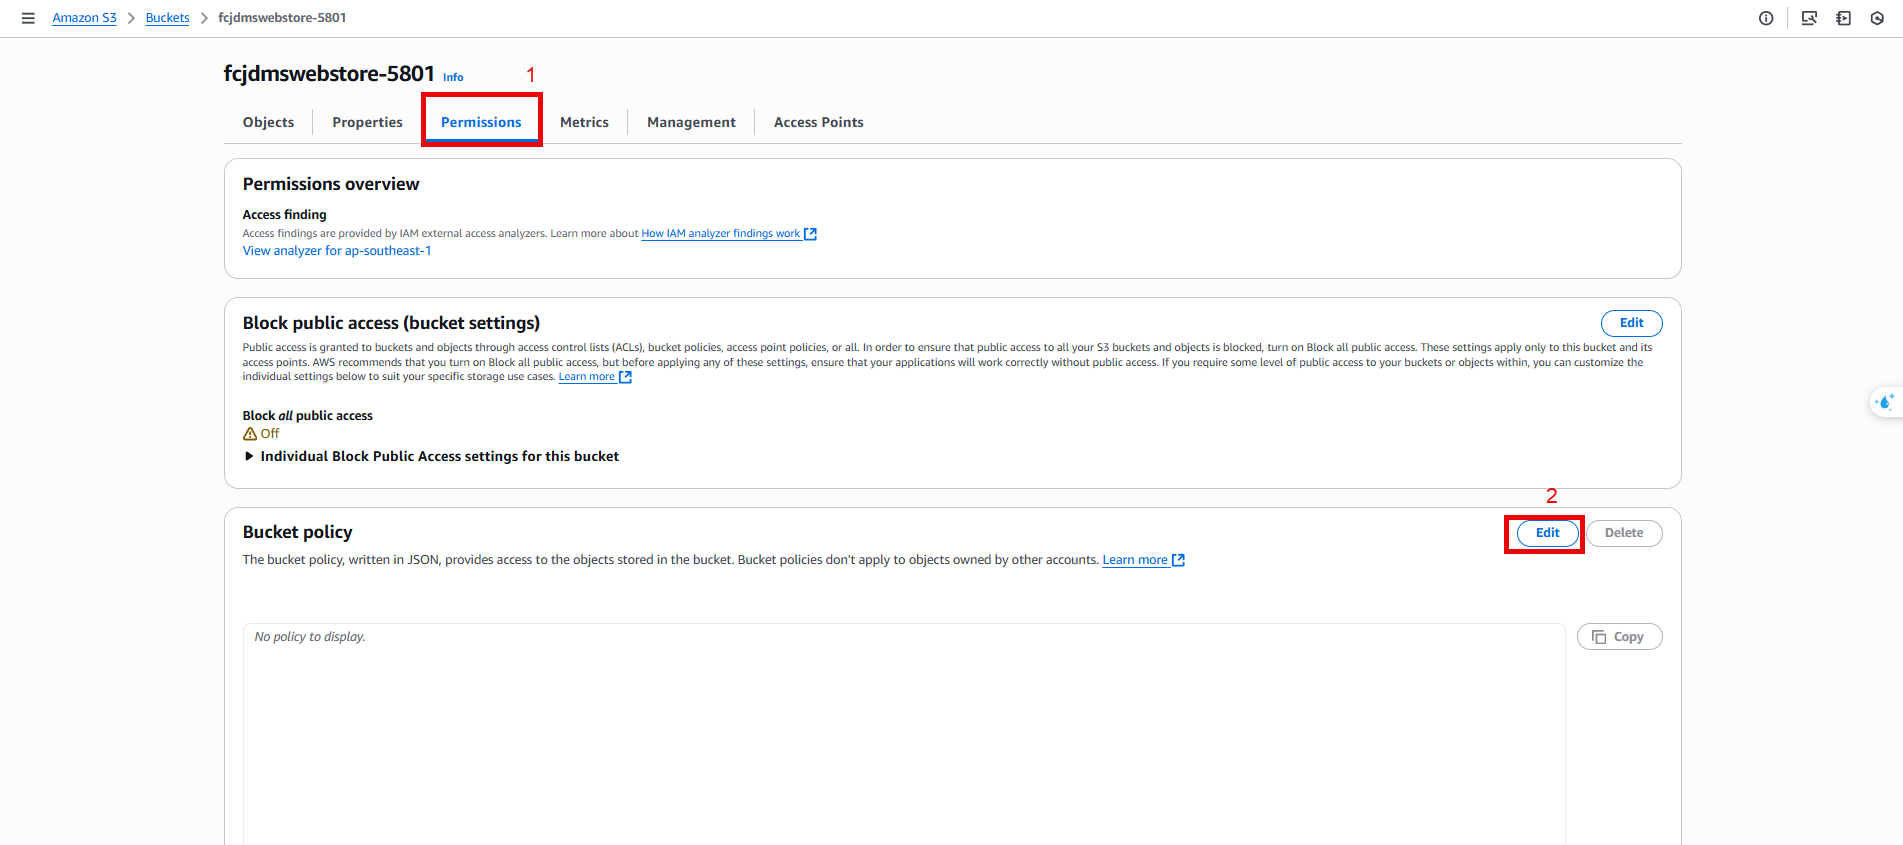 Amazon S3 > Buckets > fcjdmswebstore-5801
fcjdmswebstore-5801 Info
1
Objects Properties Permissions Metrics Management Access Points
Permissions overview
Access finding
Access findings are provided by IAM external access analyzers. Learn more about How IAM analyzer findings work
View analyzer for ap-southeast-1
Block public access (bucket settings) Edit
Public access is granted to buckets and objects through access control lists (ACLs), bucket policies, access point policies, or all. In order to ensure that public access to all your S3 buckets and objects is blocked, turn on Block all public access. These settings apply only to this bucket and its
access points. AWS recommends that you turn on Block all public access, but before applying any of these settings, ensure that your applications will work correctly without public access. If you require some level of public access to your buckets or objects within, you can customize the
individual settings below to suit your specific storage use cases. Learn more
Block all public access
Off
Individual Block Public Access settings for this bucket
2
Bucket policy Edit Delete
The bucket policy, written in JSON, provides access to the objects stored in the bucket. Bucket policies don't apply to objects owned by other accounts. Learn more
No policy to display. Copy